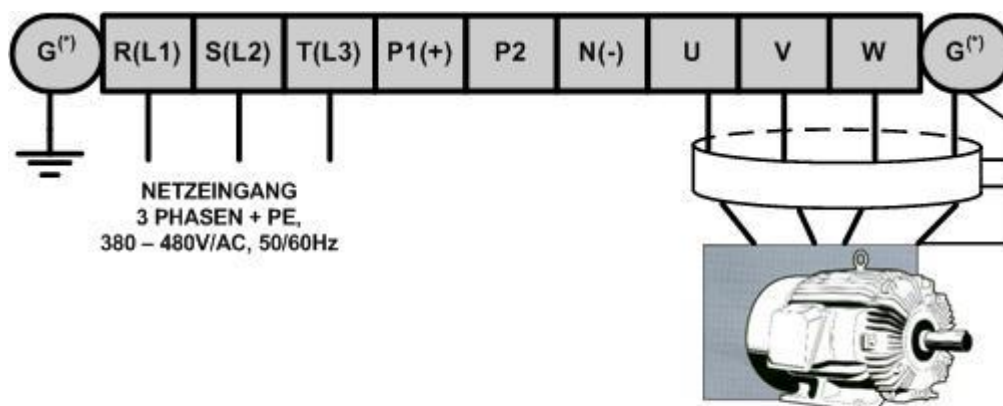 G(*) R(L1) S(L2) T(L3) P1(+) P2 N(-) U V W G(*)
NETZEINGANG
3 PHASEN + PE,
380 – 480V/AC, 50/60Hz